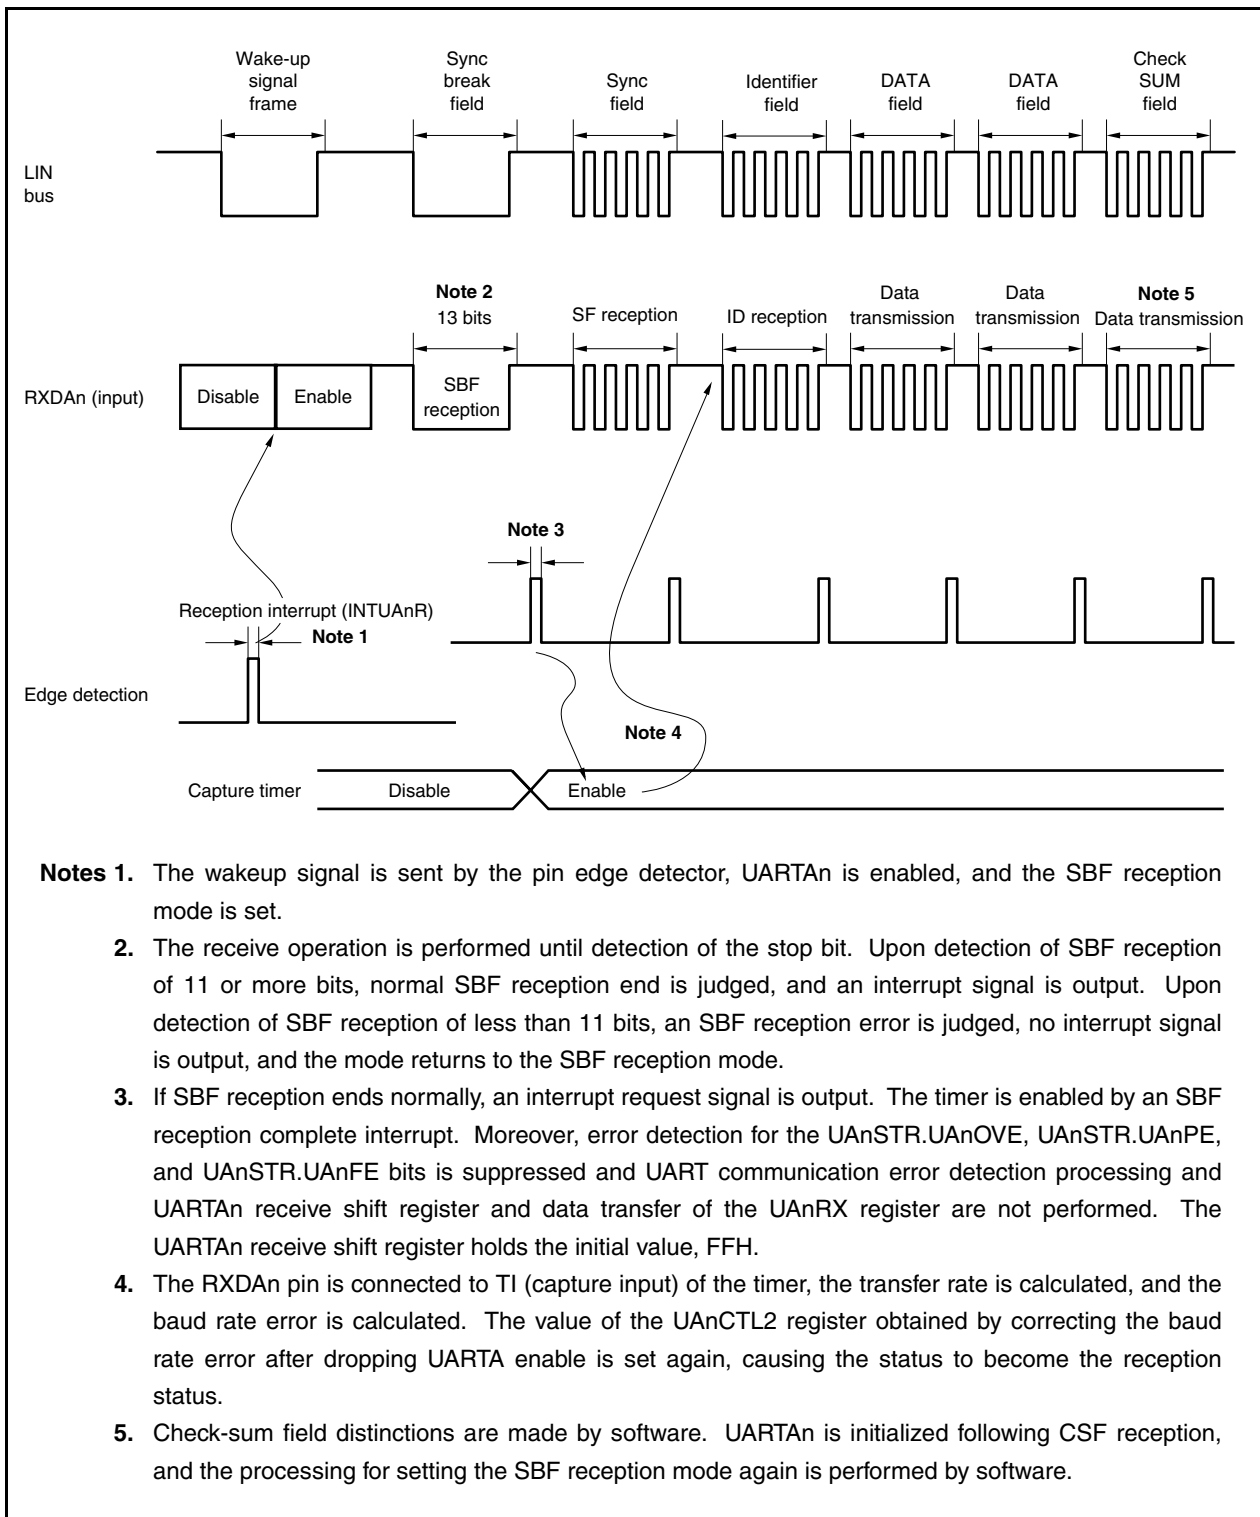 Wake-up
signal
frame
Sync
break
field
Sync
field
Identifier
field
DATA
field
DATA
field
Check
SUM
field
LIN
bus
Note 2
13 bits
SF reception
ID reception
Data
transmission
Data
transmission
Note 5
Data transmission
RXDAn (input)
Disable
Enable
SBF
reception
Note 3
Reception interrupt (INTUAnR)
Note 1
Edge detection
Note 4
Capture timer
Disable
Enable
Notes 1. The wakeup signal is sent by the pin edge detector, UARTAn is enabled, and the SBF reception
mode is set.
2. The receive operation is performed until detection of the stop bit. Upon detection of SBF reception
of 11 or more bits, normal SBF reception end is judged, and an interrupt signal is output. Upon
detection of SBF reception of less than 11 bits, an SBF reception error is judged, no interrupt signal
is output, and the mode returns to the SBF reception mode.
3. If SBF reception ends normally, an interrupt request signal is output. The timer is enabled by an SBF
reception complete interrupt. Moreover, error detection for the UAnSTR.UAnOVE, UAnSTR.UAnPE,
and UAnSTR.UAnFE bits is suppressed and UART communication error detection processing and
UARTAn receive shift register and data transfer of the UAnRX register are not performed. The
UARTAn receive shift register holds the initial value, FFH.
4. The RXDAn pin is connected to TI (capture input) of the timer, the transfer rate is calculated, and the
baud rate error is calculated. The value of the UAnCTL2 register obtained by correcting the baud
rate error after dropping UARTA enable is set again, causing the status to become the reception
status.
5. Check-sum field distinctions are made by software. UARTAn is initialized following CSF reception,
and the processing for setting the SBF reception mode again is performed by software.